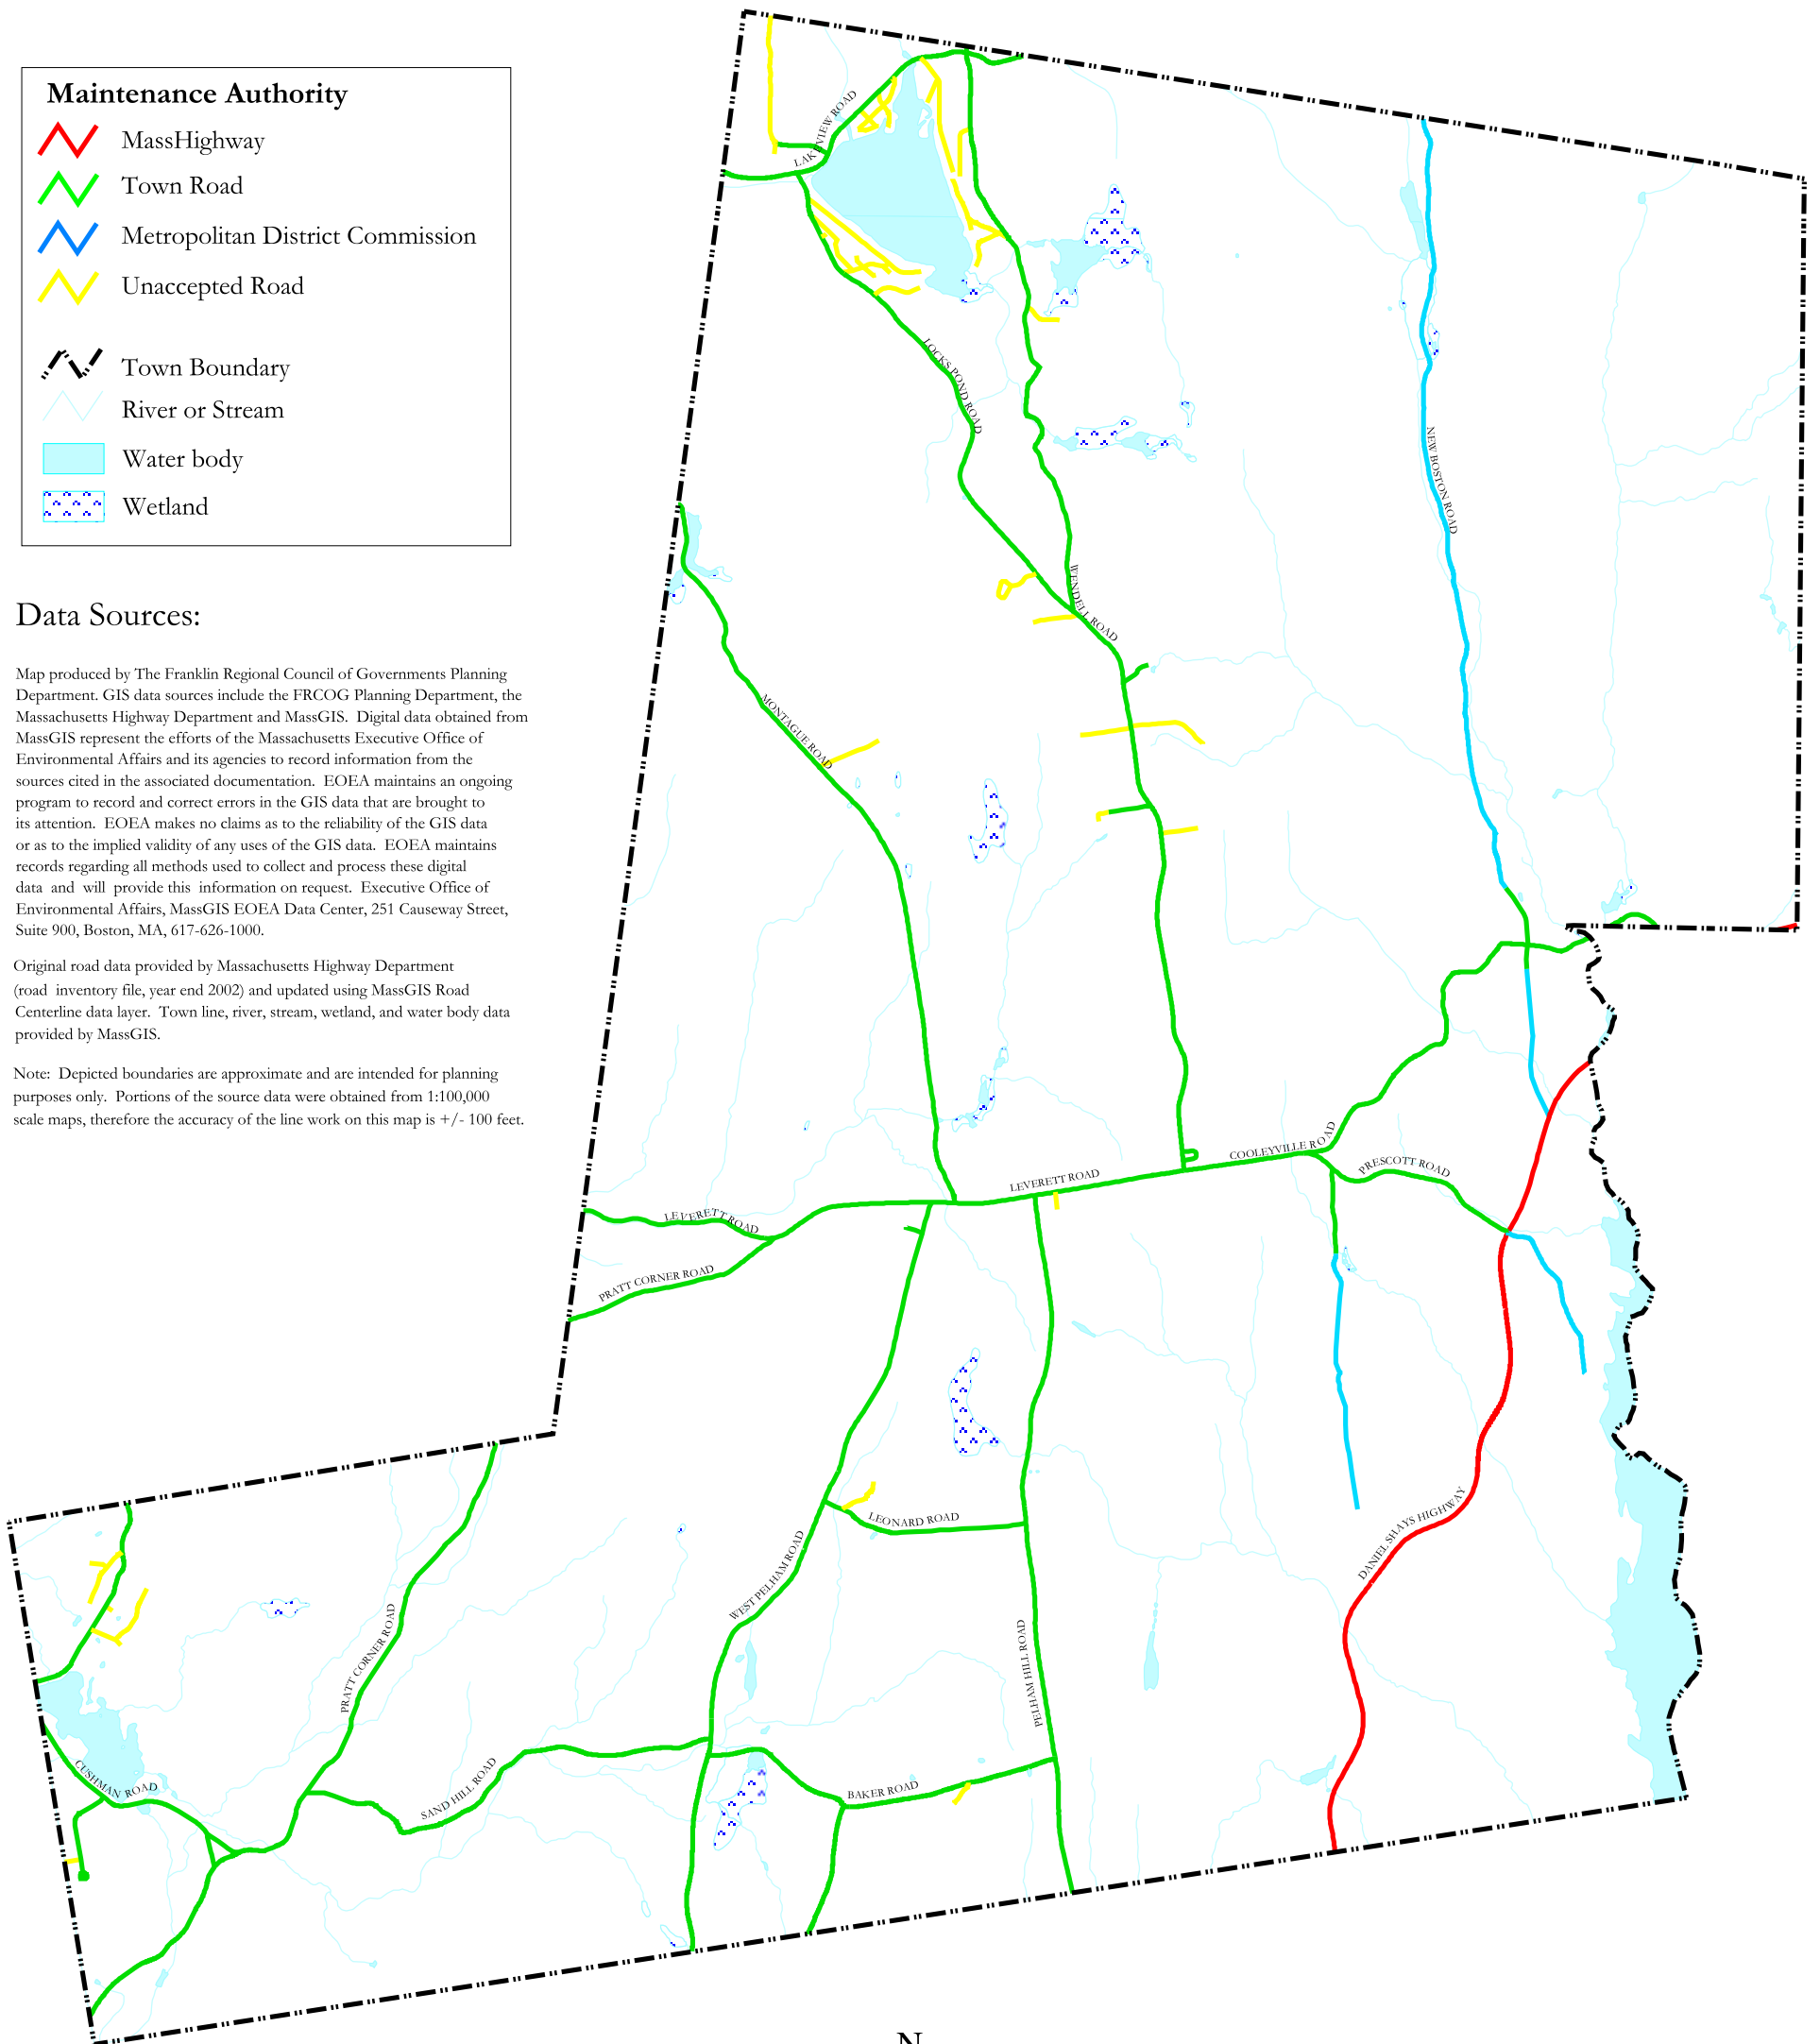 Maintenance Authority
MassHighway
Town Road
Metropolitan District Commission
Unaccepted Road
Town Boundary
River or Stream
Water body
Wetland
Data Sources:
Map produced by The Franklin Regional Council of Governments Planning
Department. GIS data sources include the FRCOG Planning Department, the
Massachusetts Highway Department and MassGIS.  Digital data obtained from
MassGIS represent the efforts of the Massachusetts Executive Office of
Environmental Affairs and its agencies to record information from the
sources cited in the associated documentation.  EOEA maintains an ongoing
program to record and correct errors in the GIS data that are brought to
its attention.  EOEA makes no claims as to the reliability of the GIS data
or as to the implied validity of any uses of the GIS data.  EOEA maintains
records regarding all methods used to collect and process these digital
data  and  will  provide this  information on request.  Executive Office of
Environmental Affairs, MassGIS EOEA Data Center, 251 Causeway Street,
Suite 900, Boston, MA, 617-626-1000.
Original road data provided by Massachusetts Highway Department
(road  inventory file, year end 2002) and updated using MassGIS Road
Centerline data layer.  Town line, river, stream, wetland, and water body data
provided by MassGIS.
Note:  Depicted boundaries are approximate and are intended for planning
purposes only.  Portions of the source data were obtained from 1:100,000
scale maps, therefore the accuracy of the line work on this map is +/- 100 feet.
LAKEVIEW ROAD
LOCKS POND ROAD
NEW BOSTON ROAD
WENDELL ROAD
MONTAGUE ROAD
COOLEYVILLE ROAD
PRESCOTT ROAD
LEVERETT ROAD
LEVERETT ROAD
PRATT CORNER ROAD
LEONARD ROAD
DANIEL SHAYS HIGHWAY
WEST PELHAM ROAD
PRATT CORNER ROAD
PELHAM HILL ROAD
CUSHMAN ROAD
SAND HILL ROAD
BAKER ROAD
N